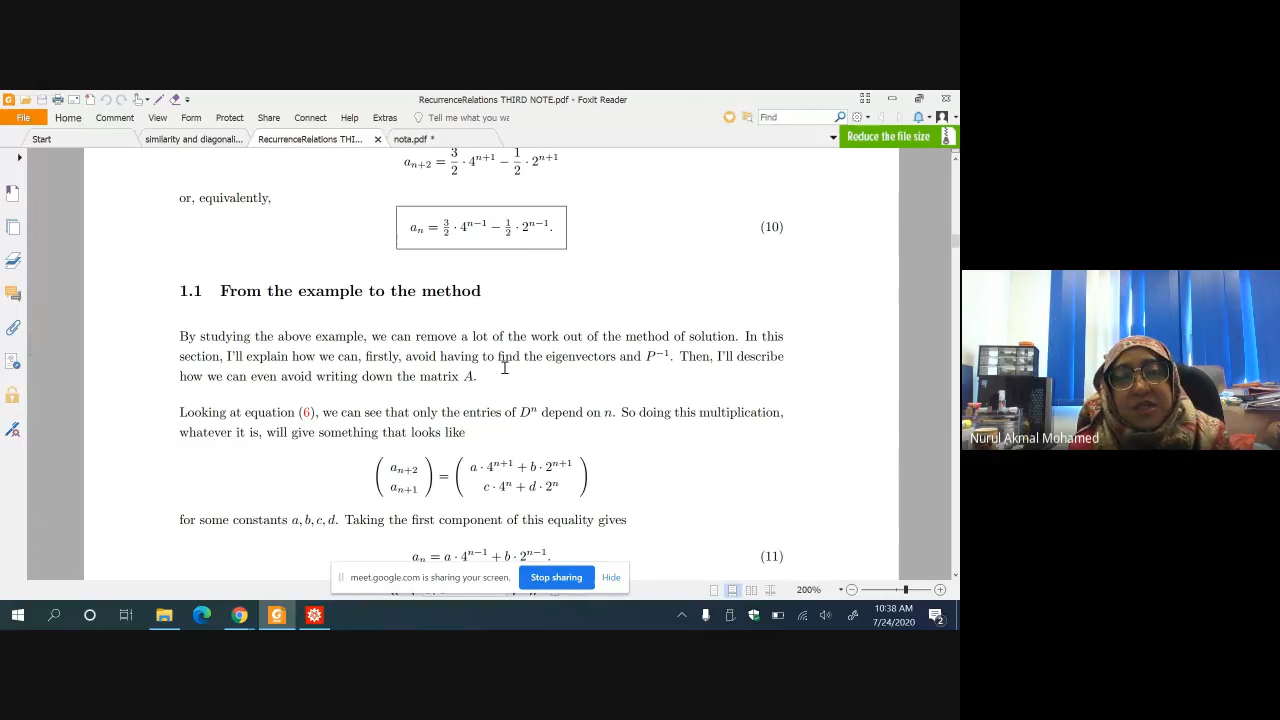 RecurrenceRelations THIRD NOTE.pdf - Foxit Reader
File Home Comment View Form Protect Share Connect Help Extras Tell me what you wa Find
Reduce the file size
Start similarity and diagonali... RecurrenceRelations THI... nota.pdf *
a_{n+2} = 3/2 · 4^{n+1} − 1/2 · 2^{n+1}
or, equivalently,
a_n = 3/2 · 4^{n−1} − 1/2 · 2^{n−1}. (10)
1.1 From the example to the method
By studying the above example, we can remove a lot of the work out of the method of solution. In this
section, I'll explain how we can, firstly, avoid having to find the eigenvectors and P^{−1}. Then, I'll describe
how we can even avoid writing down the matrix A.
Looking at equation (6), we can see that only the entries of D^n depend on n. So doing this multiplication,
whatever it is, will give something that looks like
( a_{n+2} ) = ( a · 4^{n+1} + b · 2^{n+1} )
( a_{n+1} ) ( c · 4^n + d · 2^n )
for some constants a, b, c, d. Taking the first component of this equality gives
a_n = a · 4^{n−1} + b · 2^{n−1}. (11)
meet.google.com is sharing your screen. Stop sharing Hide
200%
10:38 AM
7/24/2020
2
Nurul Akmal Mohamed